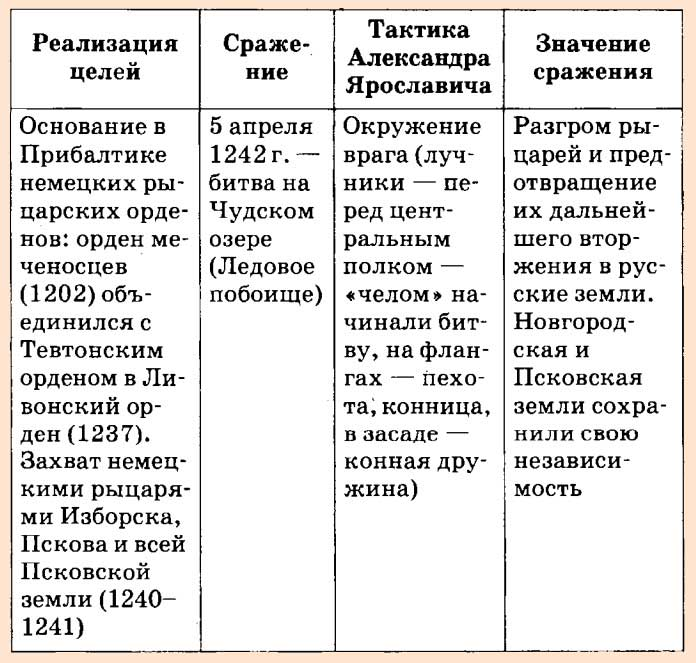 Реализация
целей
Сраже-
ние
Тактика
Александра
Ярославича
Значение
сражения
Основание в
Прибалтике
немецких ры-
царских орде-
нов: орден ме-
ченосцев
(1202) объ-
единился с
Тевтонским
орденом в Ли-
вонский ор-
ден (1237).
Захват немец-
кими рыцаря-
ми Изборска,
Пскова и всей
Псковской
земли (1240–
1241)
5 апреля
1242 г. —
битва на
Чудском
озере
(Ледовое
побоище)
Окружение
врага (луч-
ники — пе-
ред цент-
ральным
полком —
«челом» на-
чинали бит-
ву, на флан-
гах — пехо-
та, конница,
в засаде —
конная дру-
жина)
Разгром ры-
царей и пред-
отвращение
их дальней-
шего втор-
жения в рус-
ские земли.
Новгород-
ская и
Псковская
земли сохра-
нили свою
независи-
мость